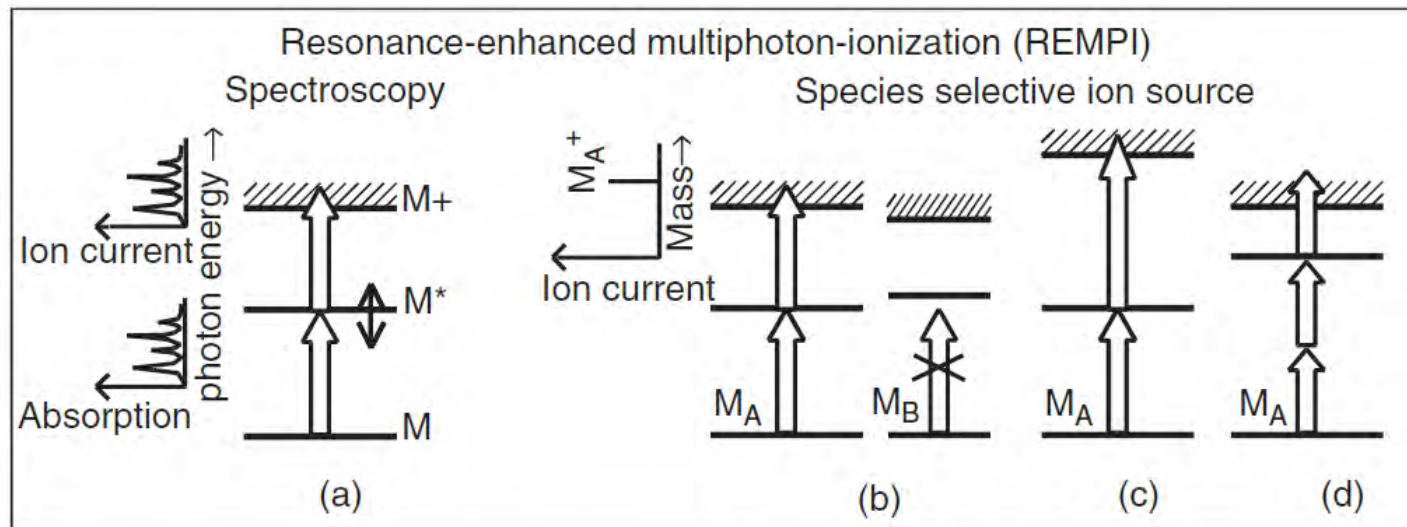 Resonance-enhanced multiphoton-ionization (REMPI)
Spectroscopy
Species selective ion source
Ion current
photon energy →
Absorption
M+
M*
M
(a)
M_A^+
Mass→
Ion current
M_A
M_B
(b)
M_A
(c)
M_A
(d)